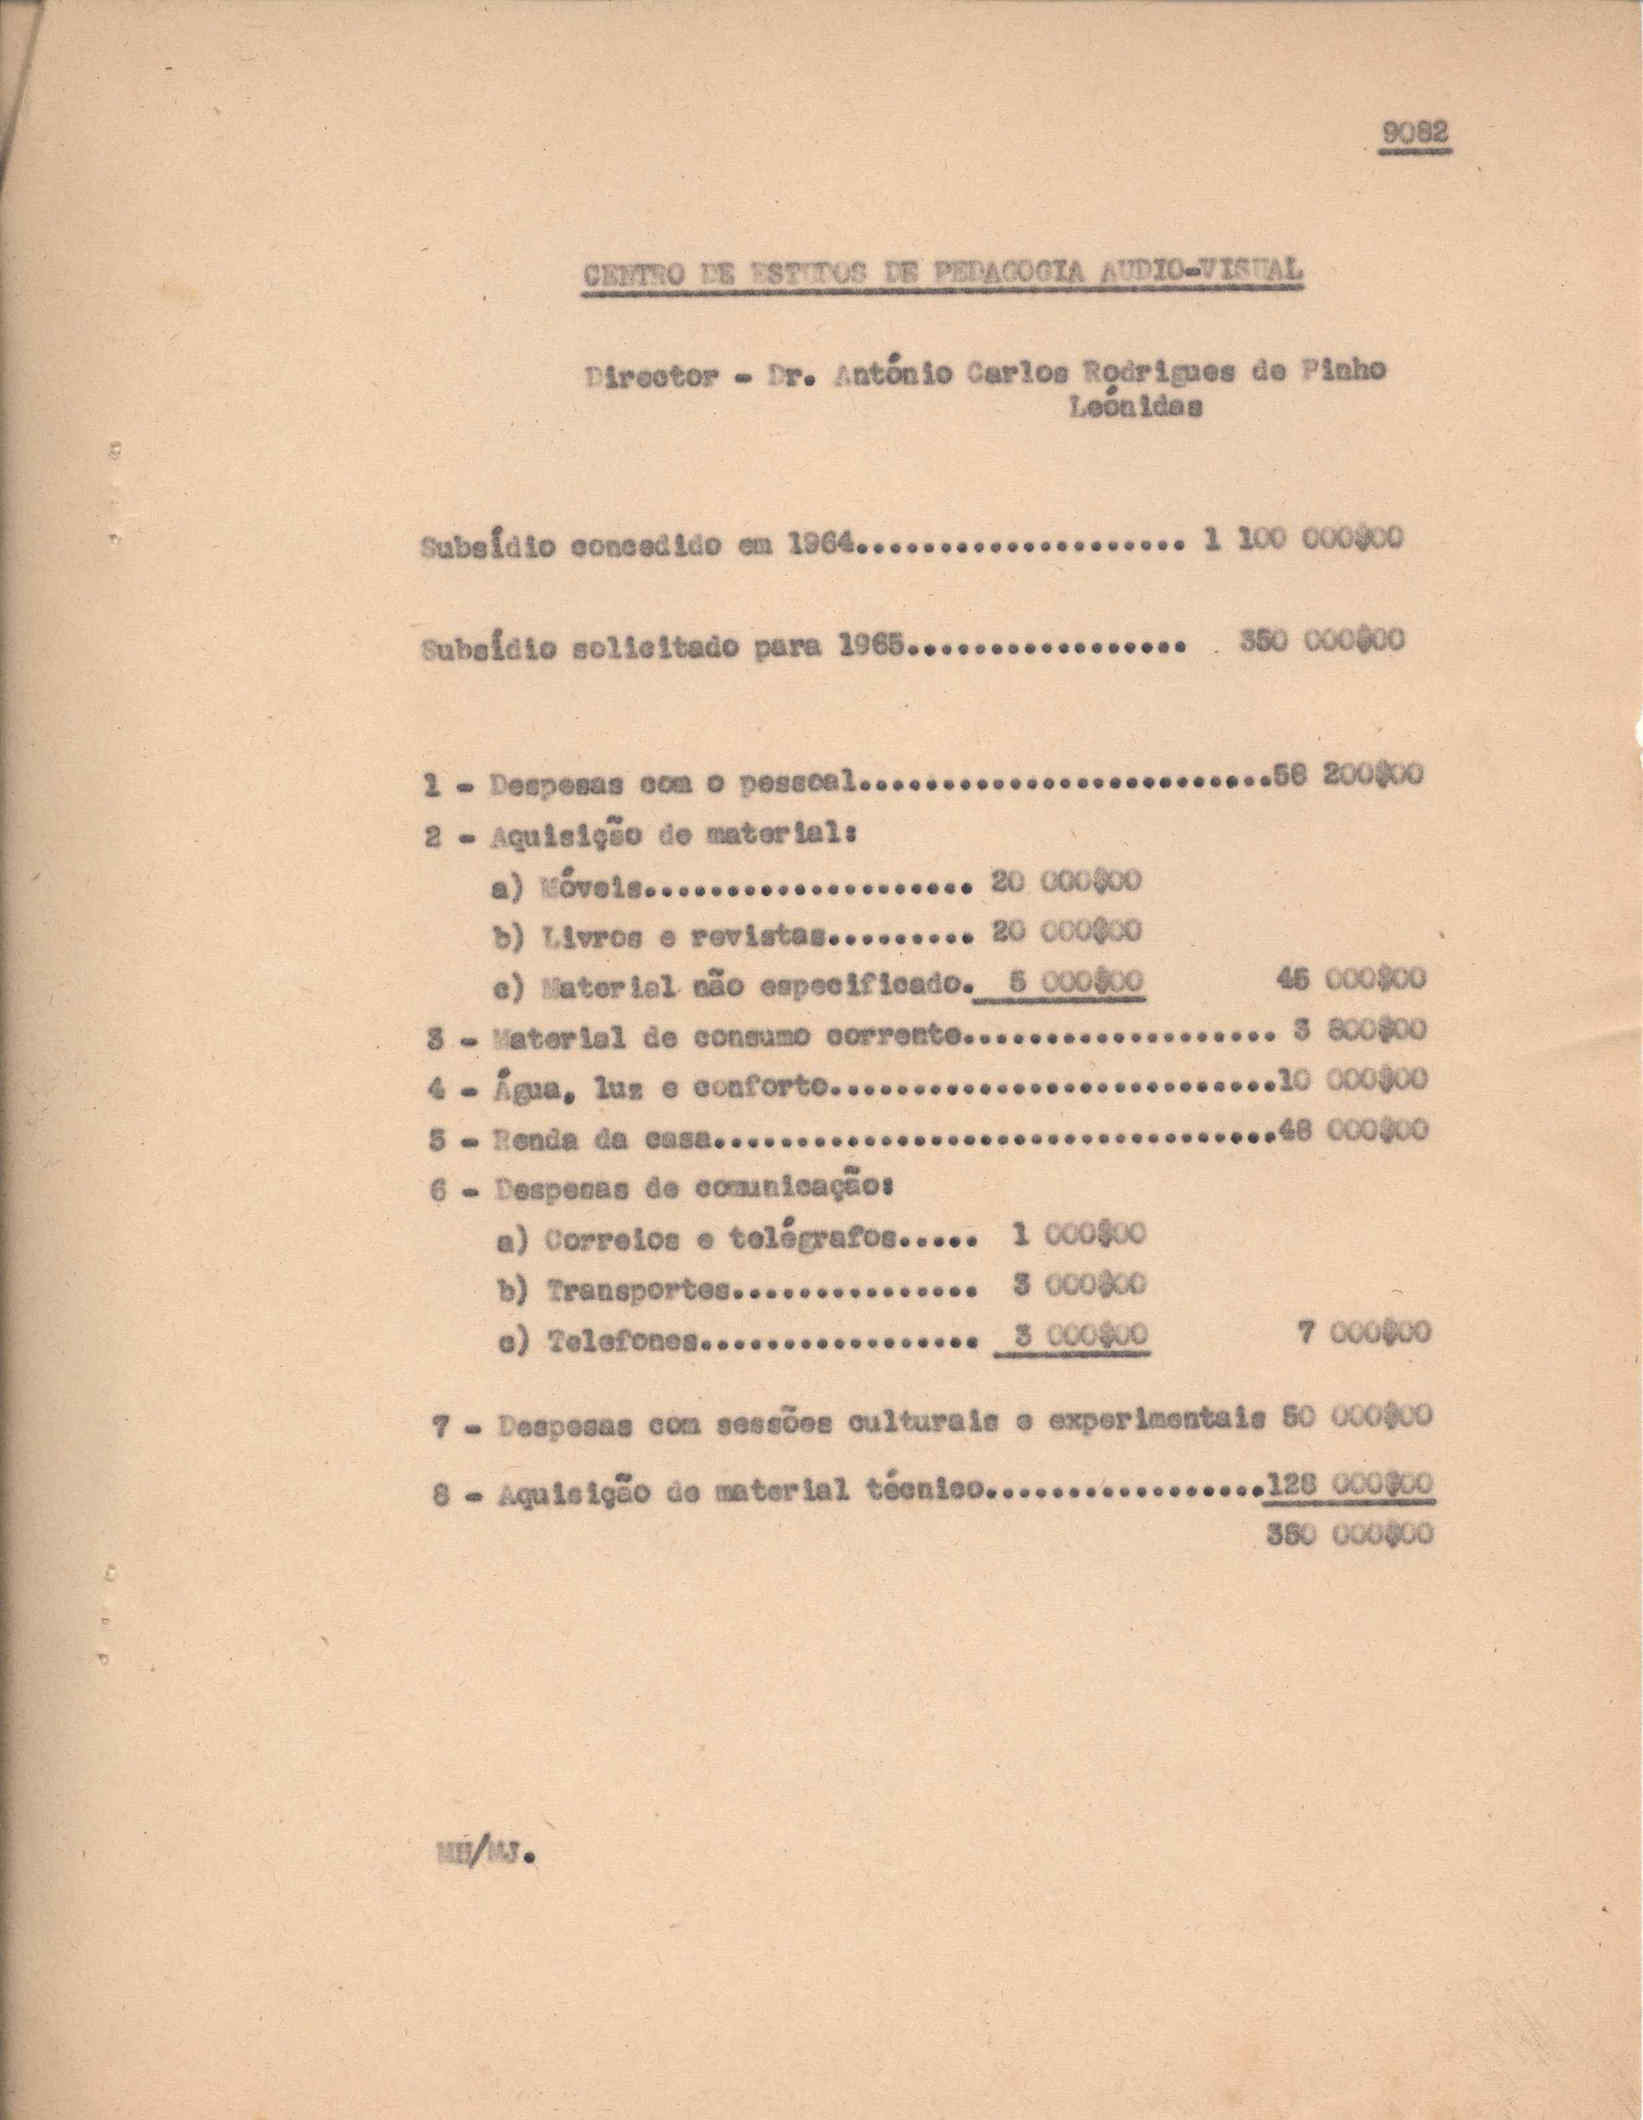 9082
CENTRO DE ESTUDOS DE PEDAGOGIA AUDIO-VISUAL
Director - Dr. António Carlos Rodrigues de Pinho
Leónidas
Subsídio concedido em 1964.................... 1 100 000$00
Subsídio solicitado para 1965................. 350 000$00
1 - Despesas com o pessoal.........................58 200$00
2 - Aquisição de material:
a) Móveis.................... 20 000$00
b) Livros e revistas......... 20 000$00
c) Material não especificado. 5 000$00 45 000$00
3 - Material de consumo corrente................... 3 800$00
4 - Água, luz e conforto...........................10 000$00
5 - Renda da casa..................................48 000$00
6 - Despesas de comunicação:
a) Correios e telégrafos..... 1 000$00
b) Transportes............... 3 000$00
c) Telefones................. 3 000$00 7 000$00
7 - Despesas com sessões culturais e experimentais 50 000$00
8 - Aquisição de material técnico.................128 000$00
350 000$00
MH/MJ.